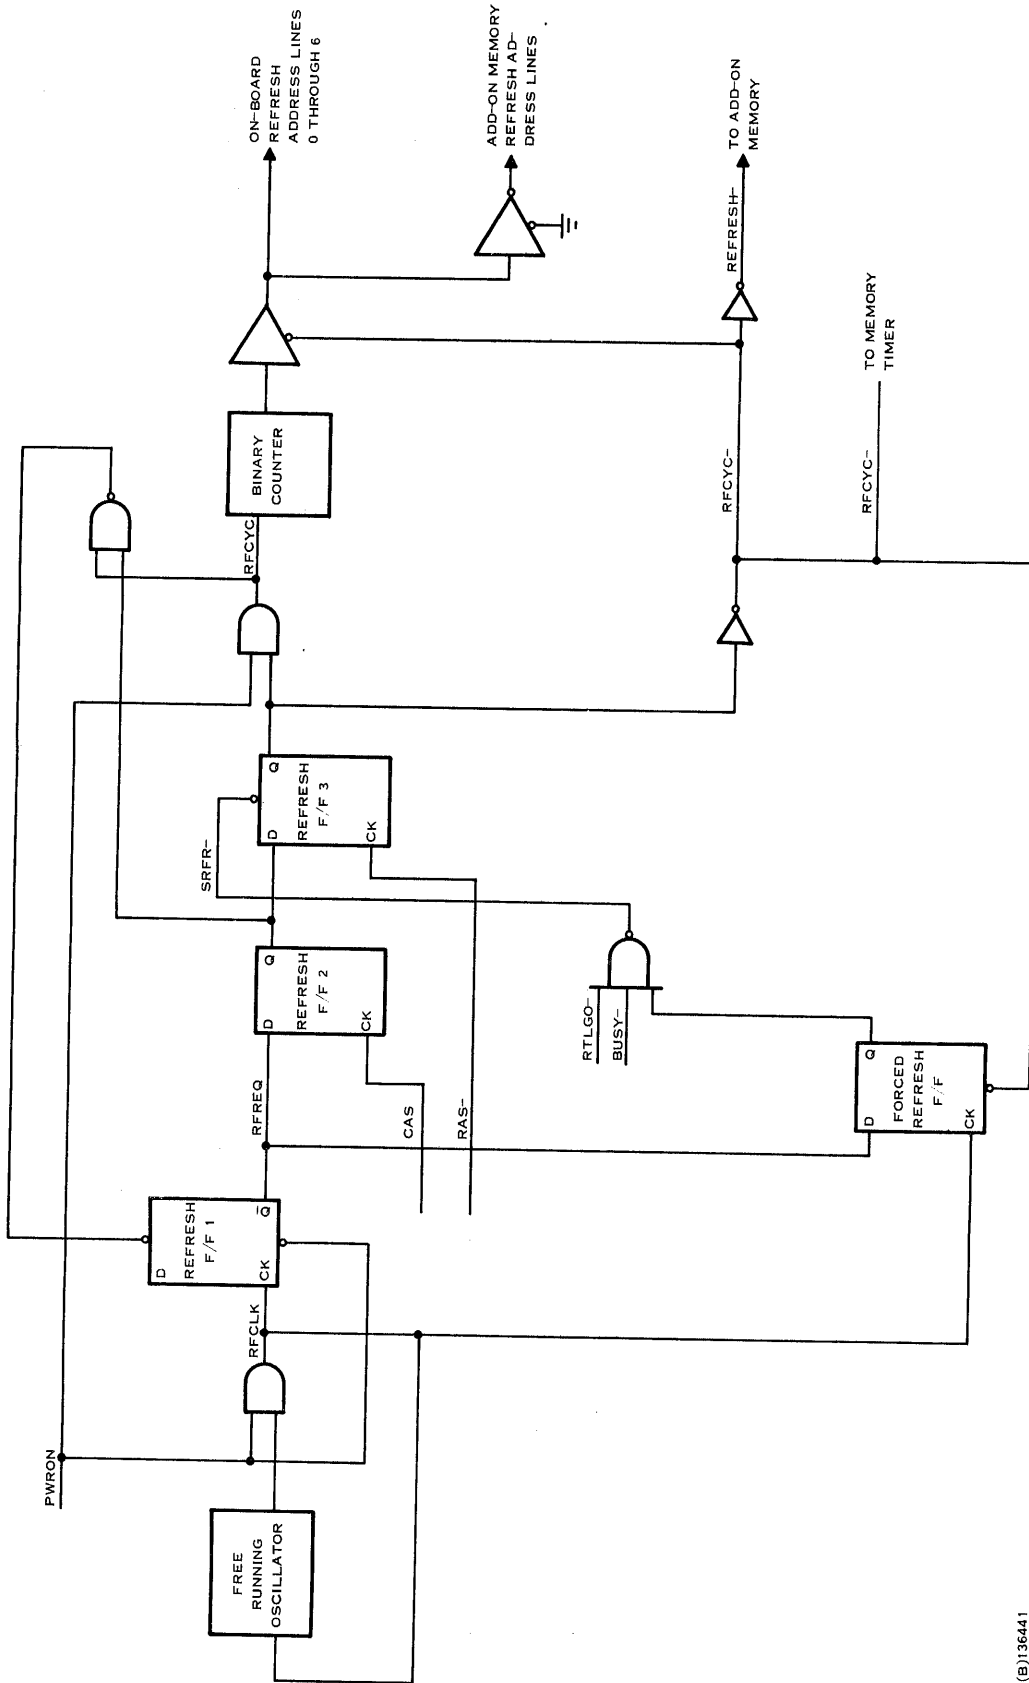 PWRON
FREE
RUNNING
OSCILLATOR
RFCLK
D
REFRESH
F/F 1
CK
Q̅
RFREQ
CAS
RAS-
D
REFRESH
F/F 2
CK
Q
SRFR-
D
REFRESH
F/F 3
CK
Q
RTLGO-
BUSY-
D
FORCED
REFRESH
F/F
CK
Q
RFCYC
BINARY
COUNTER
RFCYC-
RFCYC-
TO MEMORY
TIMER
REFRESH-
TO ADD-ON
MEMORY
ON-BOARD
REFRESH
ADDRESS LINES
0 THROUGH 6
ADD-ON MEMORY
REFRESH AD-
DRESS LINES
(B)136441